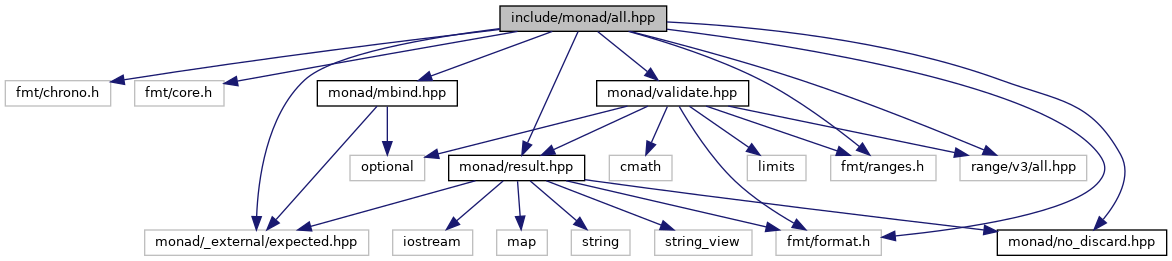 include/monad/all.hpp
fmt/chrono.h
fmt/core.h
monad/mbind.hpp
monad/validate.hpp
optional
monad/result.hpp
cmath
limits
fmt/ranges.h
range/v3/all.hpp
monad/_external/expected.hpp
iostream
map
string
string_view
fmt/format.h
monad/no_discard.hpp